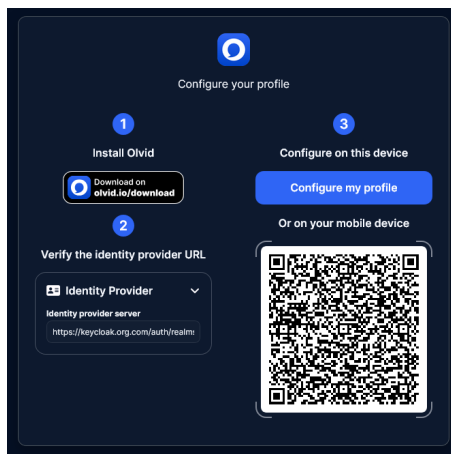 Configure your profile
1
Install Olvid
Download on
olvid.io/download
2
Verify the identity provider URL
Identity Provider
Identity provider server
https://keycloak.org.com/auth/realms
3
Configure on this device
Configure my profile
Or on your mobile device